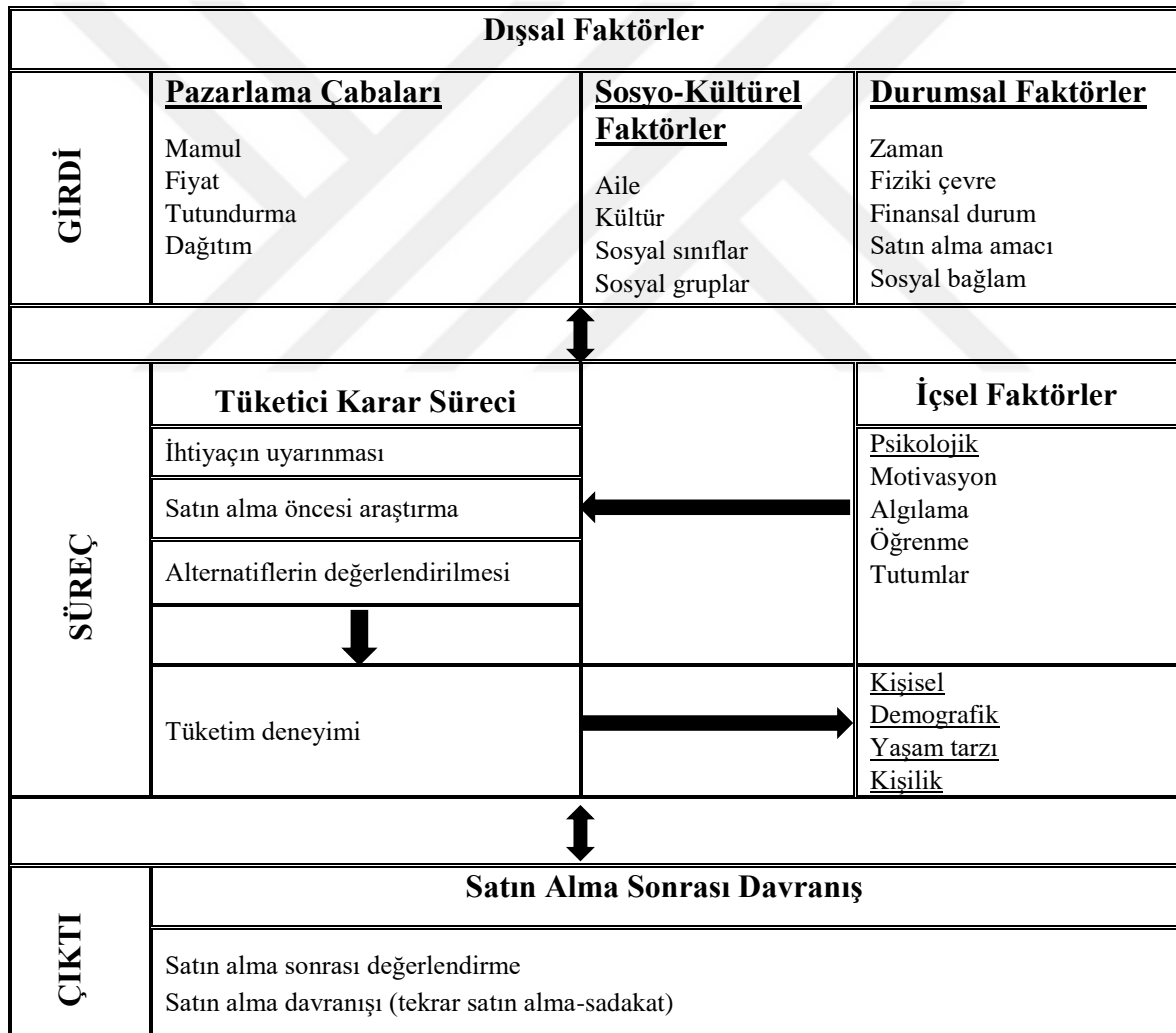 Dışsal Faktörler
GİRDİ
Pazarlama Çabaları
Mamul
Fiyat
Tutundurma
Dağıtım
Sosyo-Kültürel
Faktörler
Aile
Kültür
Sosyal sınıflar
Sosyal gruplar
Durumsal Faktörler
Zaman
Fiziki çevre
Finansal durum
Satın alma amacı
Sosyal bağlam
SÜREÇ
Tüketici Karar Süreci
İhtiyaçın uyarınması
Satın alma öncesi araştırma
Alternatiflerin değerlendirilmesi
Tüketim deneyimi
İçsel Faktörler
Psikolojik
Motivasyon
Algılama
Öğrenme
Tutumlar
Kişisel
Demografik
Yaşam tarzı
Kişilik
ÇIKTI
Satın Alma Sonrası Davranış
Satın alma sonrası değerlendirme
Satın alma davranışı (tekrar satın alma-sadakat)